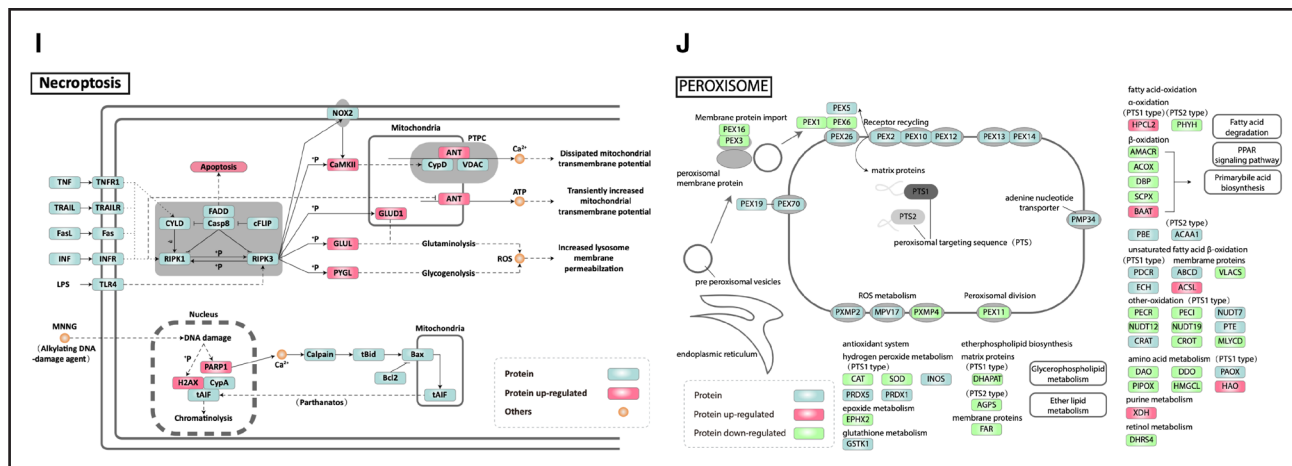 I
Necroptosis
NOX2
Mitochondria
PTPC
ANT
CypD
VDAC
Ca²⁺
Dissipated mitochondrial
transmembrane potential
Apoptosis
*P
CaMKII
TNF
TNFR1
TRAIL
TRAILR
FasL
Fas
INF
INFR
LPS
TLR4
FADD
CYLD
Casp8
cFLIP
*P
RIPK1
*P
RIPK3
ANT
ATP
Transiently increased
mitochondrial
transmembrane potential
*P
GLUD1
*P
GLUL
Glutaminolysis
*P
PYGL
Glycogenolysis
ROS
Increased lysosome
membrane
permeabilization
MNNG
(Alkylating DNA
-damage agent)
Nucleus
DNA damage
*P
PARP1
H2AX
CypA
tAIF
Chromatinolysis
Ca²⁺
Calpain
tBid
Bax
Bcl2
Mitochondria
tAIF
(Parthanatos)
Protein
Protein up-regulated
Others
J
PEROXISOME
Membrane protein import
PEX16
PEX3
peroxisomal
membrane protein
PEX1
PEX6
PEX5
PEX26
Receptor recycling
PEX2
PEX10
PEX12
PEX13
PEX14
matrix proteins
PTS1
PTS2
peroxisomal targeting sequence (PTS)
PEX19
PEX70
adenine nucleotide
transporter
PMP34
pre peroxisomal vesicles
endoplasmic reticulum
ROS metabolism
PXMP2
MPV17
PXMP4
Peroxisomal division
PEX11
antioxidant system
hydrogen peroxide metabolism
(PTS1 type)
CAT
SOD
INOS
PRDX5
PRDX1
epoxide metabolism
EPHX2
glutathione metabolism
GSTK1
etherphospholipid biosynthesis
matrix proteins
(PTS1 type)
DHAPAT
(PTS2 type)
AGPS
membrane proteins
FAR
Glycerophospholipid
metabolism
Ether lipid
metabolism
Protein
Protein up-regulated
Protein down-regulated
fatty acid-oxidation
α-oxidation
(PTS1 type)
(PTS2 type)
HPCL2
PHYH
β-oxidation
AMACR
ACOX
DBP
SCPX
BAAT
Fatty acid
degradation
PPAR
signaling pathway
Primarybile acid
biosynthesis
(PTS2 type)
PBE
ACAA1
unsaturated fatty acid β-oxidation
(PTS1 type)
membrane proteins
PDCR
ABCD
VLACS
ECH
ACSL
other-oxidation (PTS1 type)
PECR
PECI
NUDT7
NUDT12
NUDT19
PTE
CRAT
CROT
MLYCD
amino acid metabolism (PTS1 type)
DAO
DDO
PAOX
PIPOX
HMGCL
HAO
purine metabolism
XDH
retinol metabolism
DHRS4